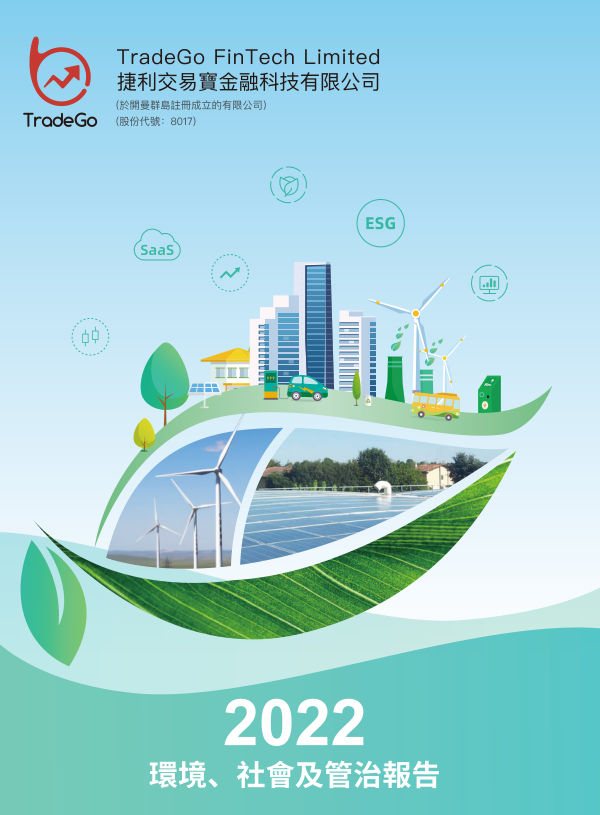 TradeGo FinTech Limited
捷利交易寶金融科技有限公司
(於開曼群島註冊成立的有限公司)
(股份代號：8017)
TradeGo
ESG
SaaS
2022
環境、社會及管治報告